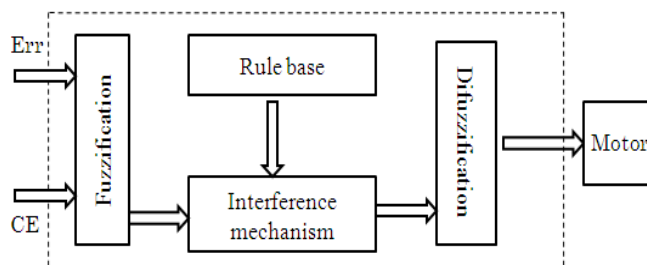 Err
CE
Fuzzification
Rule base
Interference
mechanism
Difuzzification
Motor